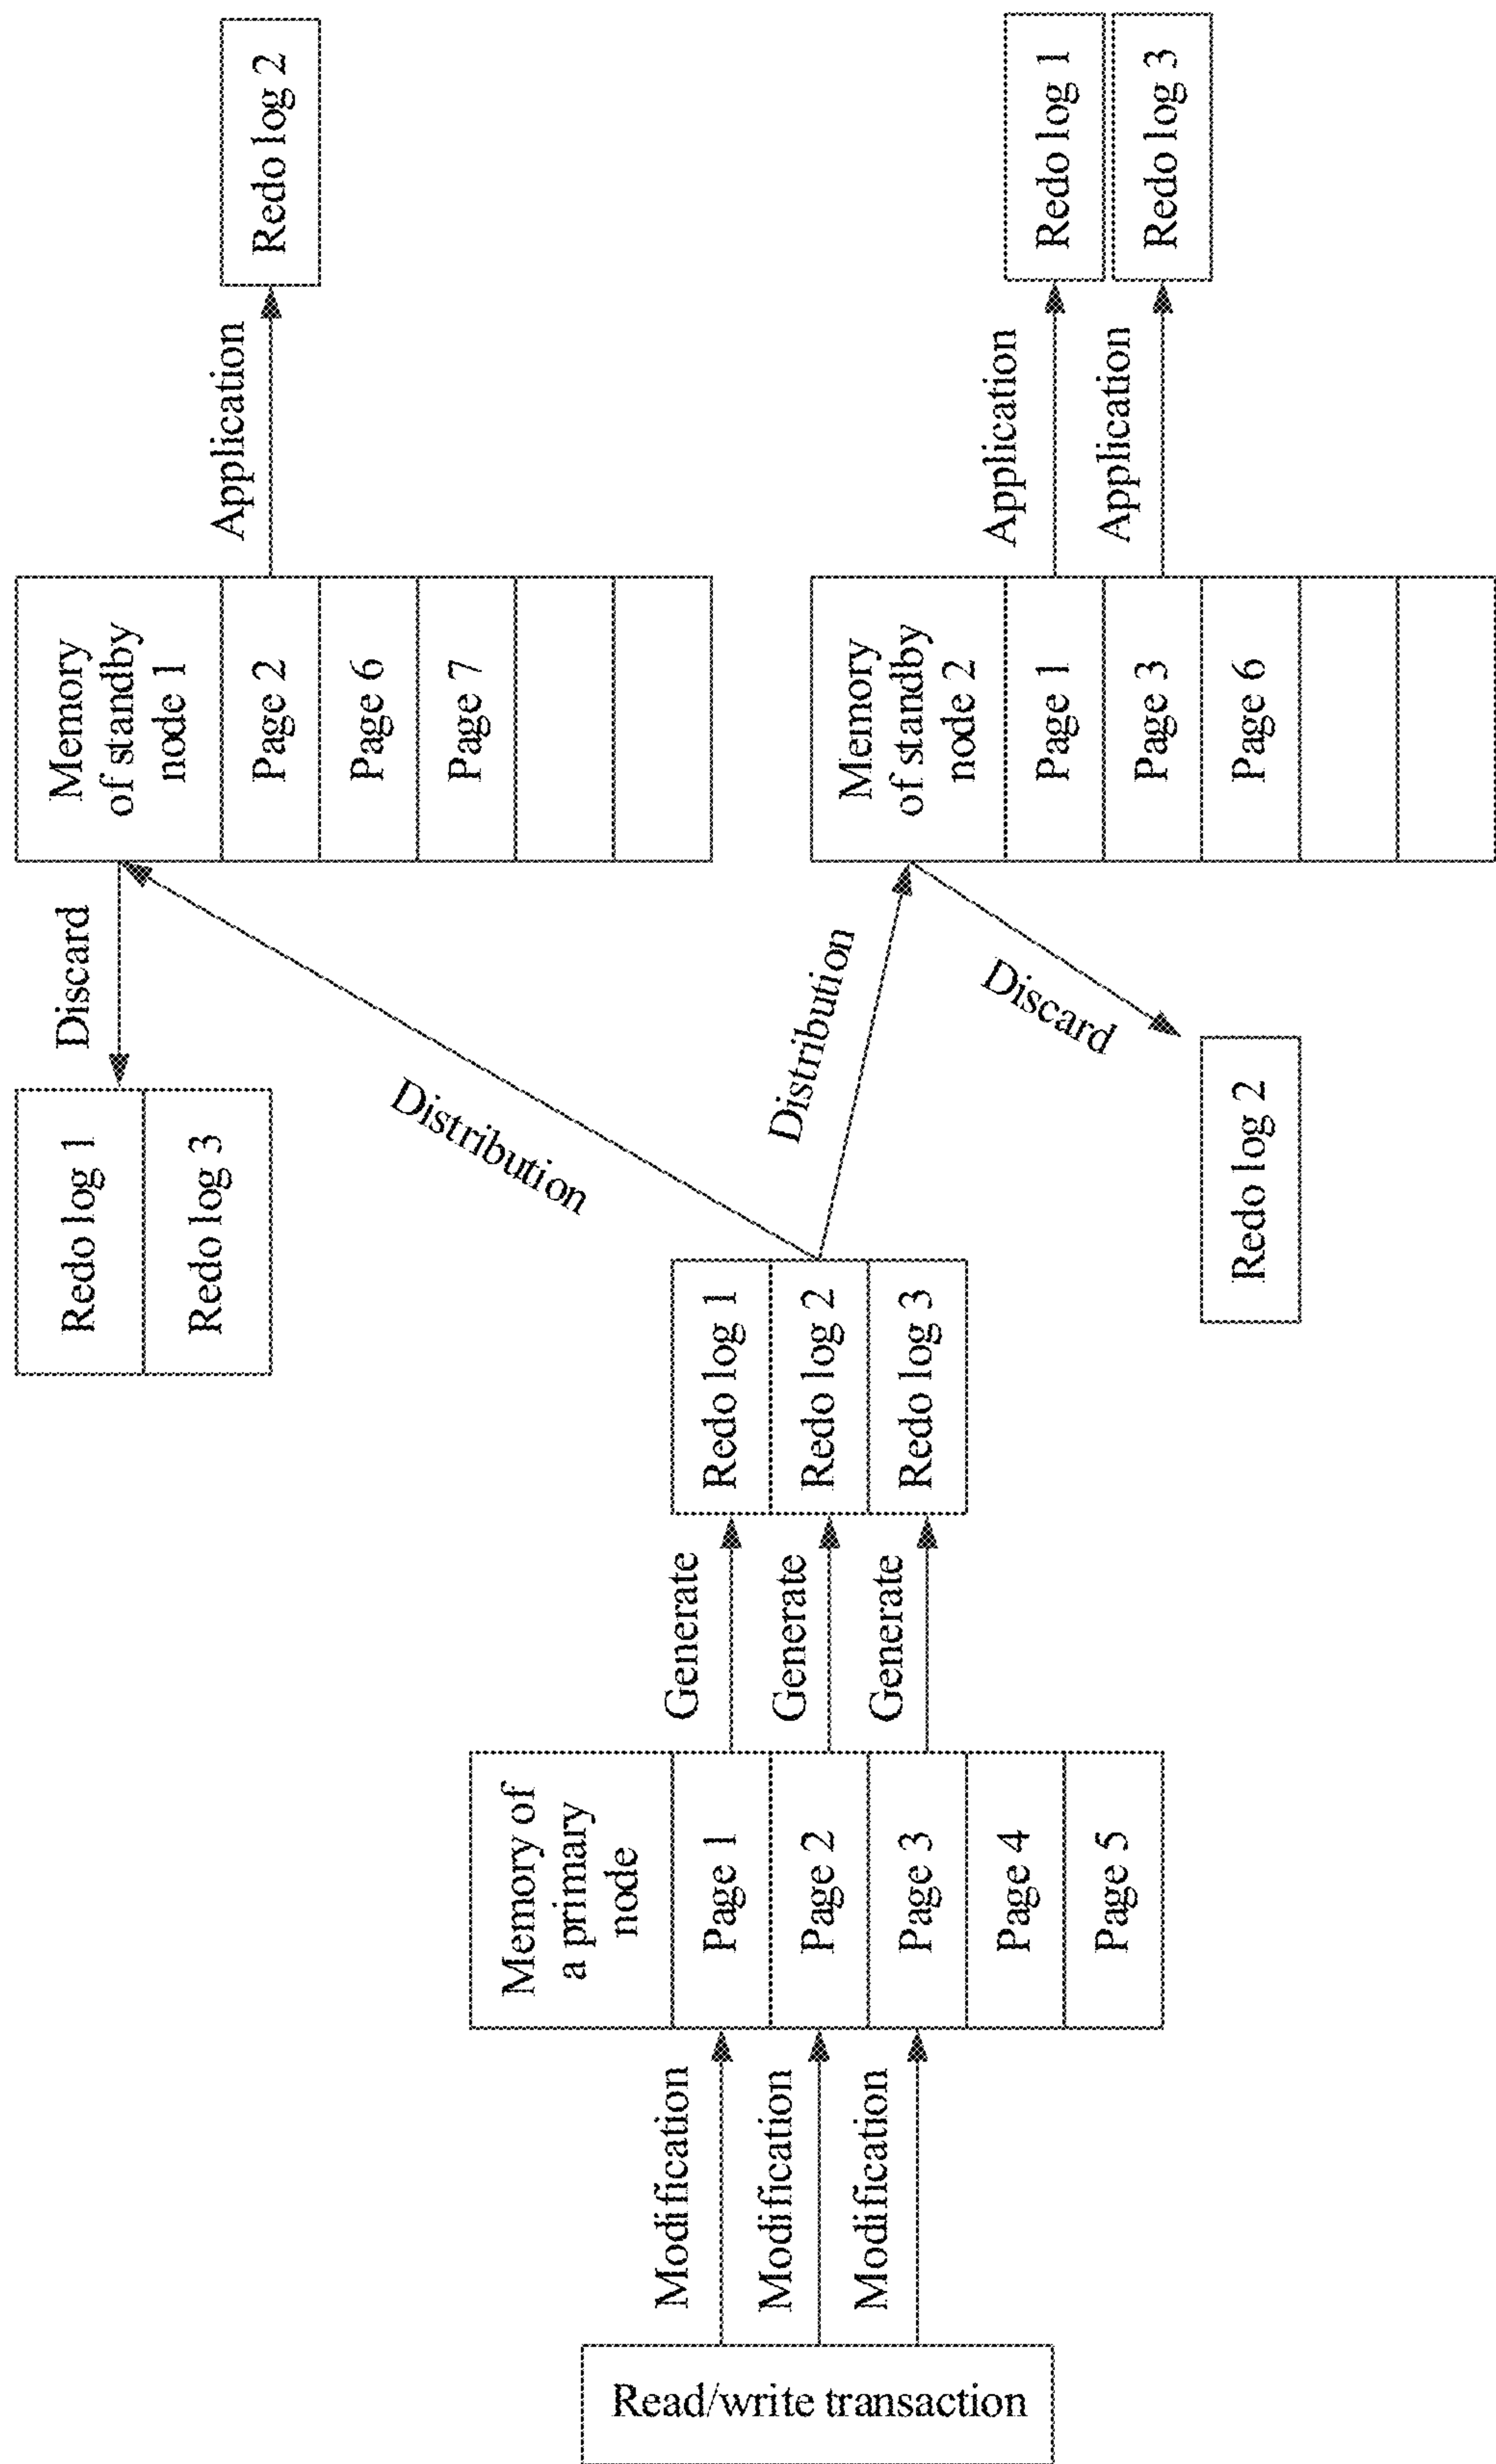 Read/write transaction
Modification
Modification
Modification
Memory of
a primary
node
Page 1
Page 2
Page 3
Page 4
Page 5
Generate
Generate
Generate
Redo log 1
Redo log 2
Redo log 3
Distribution
Distribution
Redo log 1
Redo log 3
Discard
Memory
of standby
node 1
Page 2
Page 6
Page 7
Application
Redo log 2
Discard
Redo log 2
Memory
of standby
node 2
Page 1
Page 3
Page 6
Application
Application
Redo log 1
Redo log 3